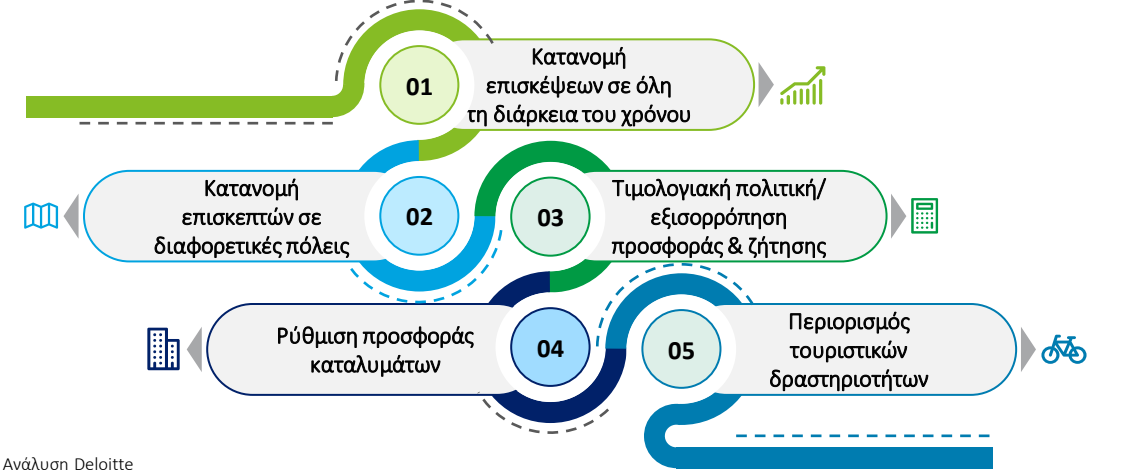 01
Κατανομή
επισκέψεων σε όλη
τη διάρκεια του χρόνου
Κατανομή
επισκεπτών σε
διαφορετικές πόλεις
02
03
Τιμολογιακή πολιτική/
εξισορρόπηση
προσφοράς & ζήτησης
Ρύθμιση προσφοράς
καταλυμάτων
04
05
Περιορισμός
τουριστικών
δραστηριοτήτων
Ανάλυση Deloitte